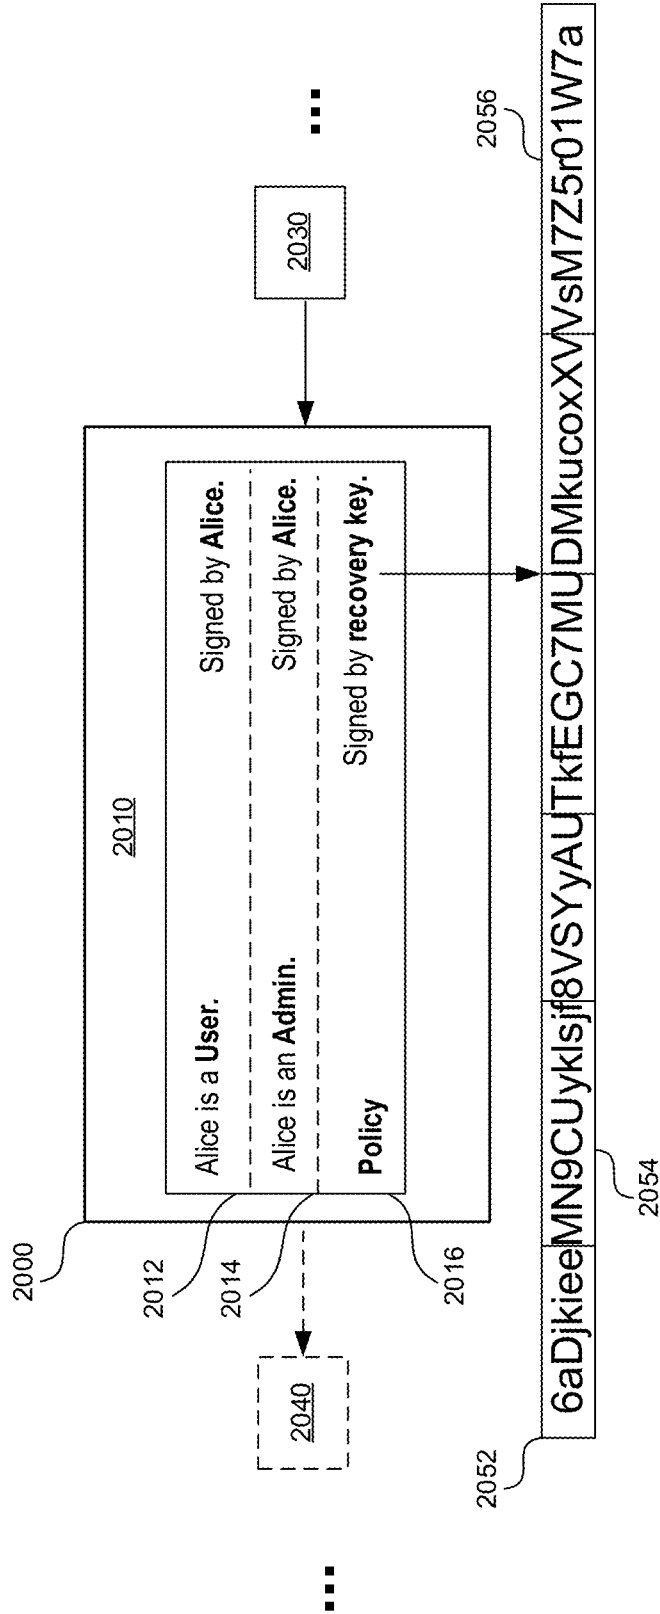 2000
2010
2012
Alice is a User. Signed by Alice.
2014
Alice is an Admin. Signed by Alice.
2016
Policy Signed by recovery key.
... 2040 2030 ...
2052 2054 2056
6aDjkieeMN9CUyklsjf8VSYyAUTkfEGC7MUDMkucoxXVVsM7Z5r01W7a